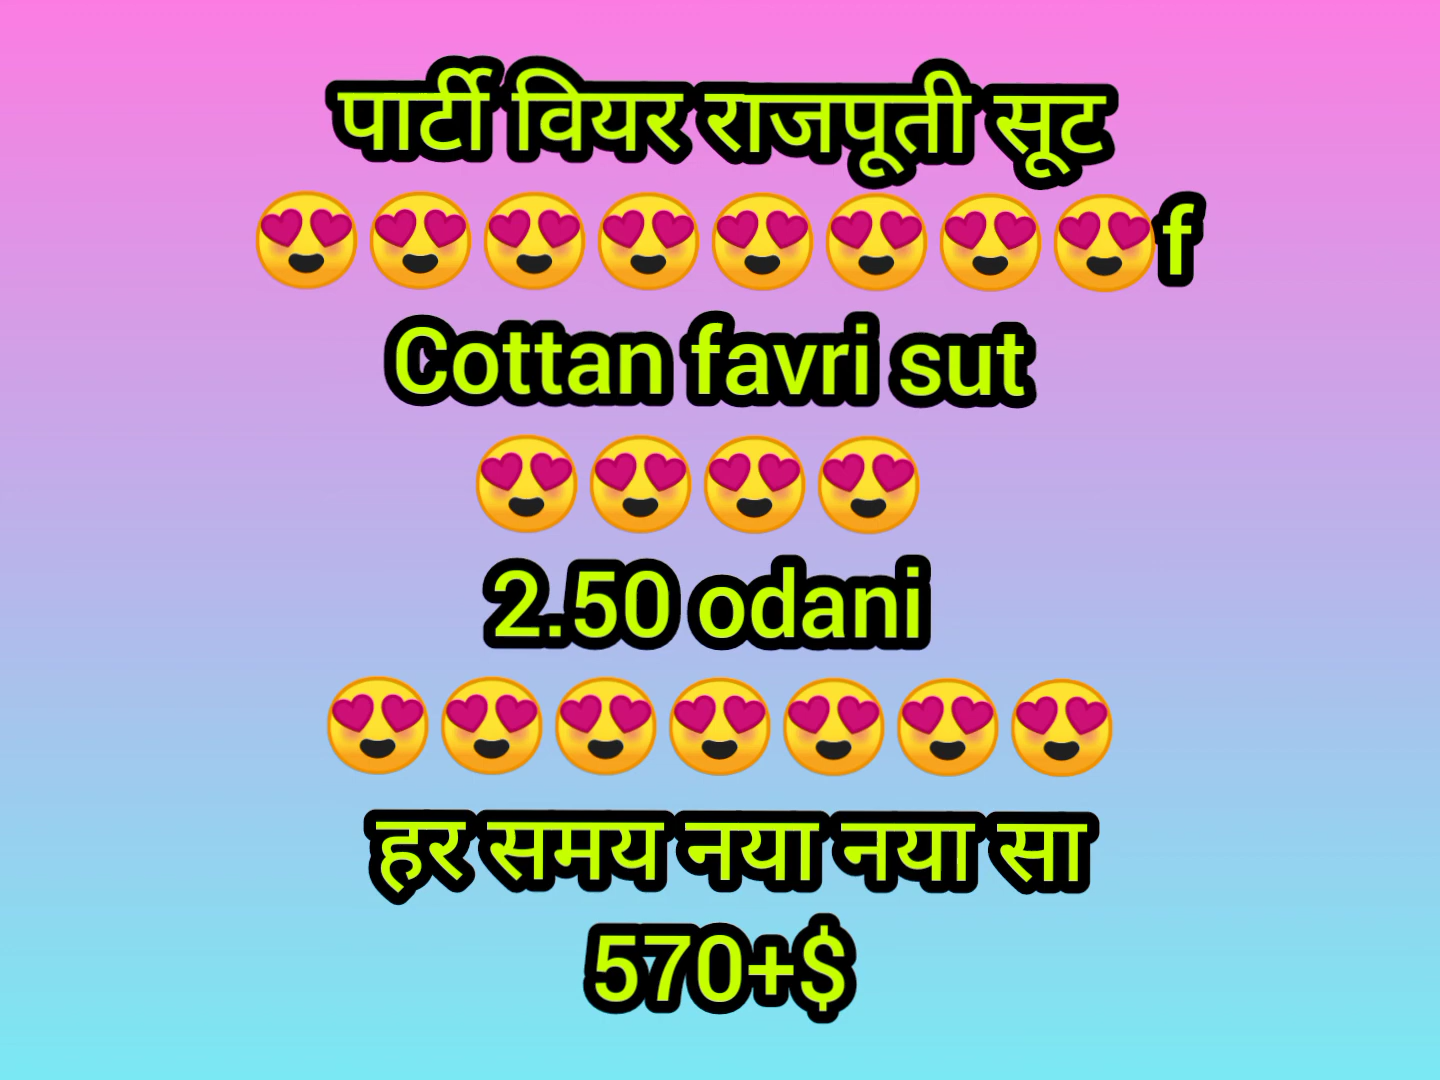 पार्टी वियर राजपूती सूट
😍😍😍😍😍😍😍😍f
Cottan favri sut
😍😍😍😍
2.50 odani
😍😍😍😍😍😍😍
हर समय नया नया सा
570+$